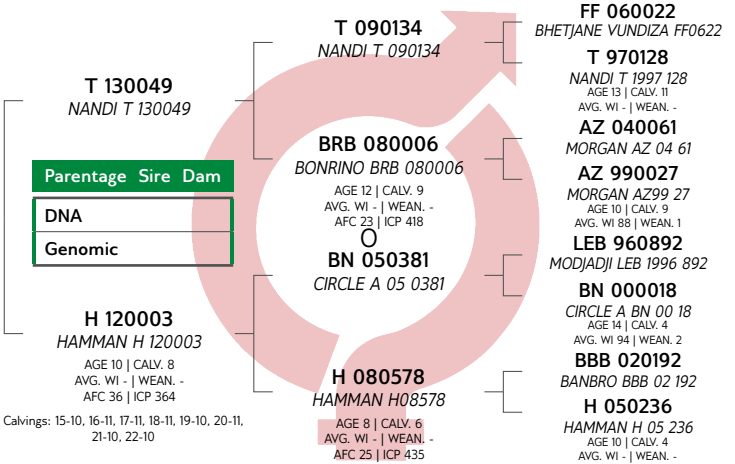 T 130049
NANDI T 130049
Parentage Sire Dam
DNA
Genomic
H 120003
HAMMAN H 120003
AGE 10 | CALV. 8
AVG. WI - | WEAN. -
AFC 36 | ICP 364
Calvings: 15-10, 16-11, 17-11, 18-11, 19-10, 20-11,
21-10, 22-10
T 090134
NANDI T 090134
BRB 080006
BONRINO BRB 080006
AGE 12 | CALV. 9
AVG. WI - | WEAN. -
AFC 23 | ICP 418
O
BN 050381
CIRCLE A 05 0381
H 080578
HAMMAN H08578
AGE 8 | CALV. 6
AVG. WI - | WEAN. -
AFC 25 | ICP 435
FF 060022
BHETJANE VUNDIZA FF0622
T 970128
NANDI T 1997 128
AGE 13 | CALV. 11
AVG. WI - | WEAN. -
AZ 040061
MORGAN AZ 04 61
AZ 990027
MORGAN AZ99 27
AGE 10 | CALV. 9
AVG. WI 88 | WEAN. 1
LEB 960892
MODJADJI LEB 1996 892
BN 000018
CIRCLE A BN 00 18
AGE 14 | CALV. 4
AVG. WI 94 | WEAN. 2
BBB 020192
BANBRO BBB 02 192
H 050236
HAMMAN H 05 236
AGE 10 | CALV. 4
AVG. WI - | WEAN. -